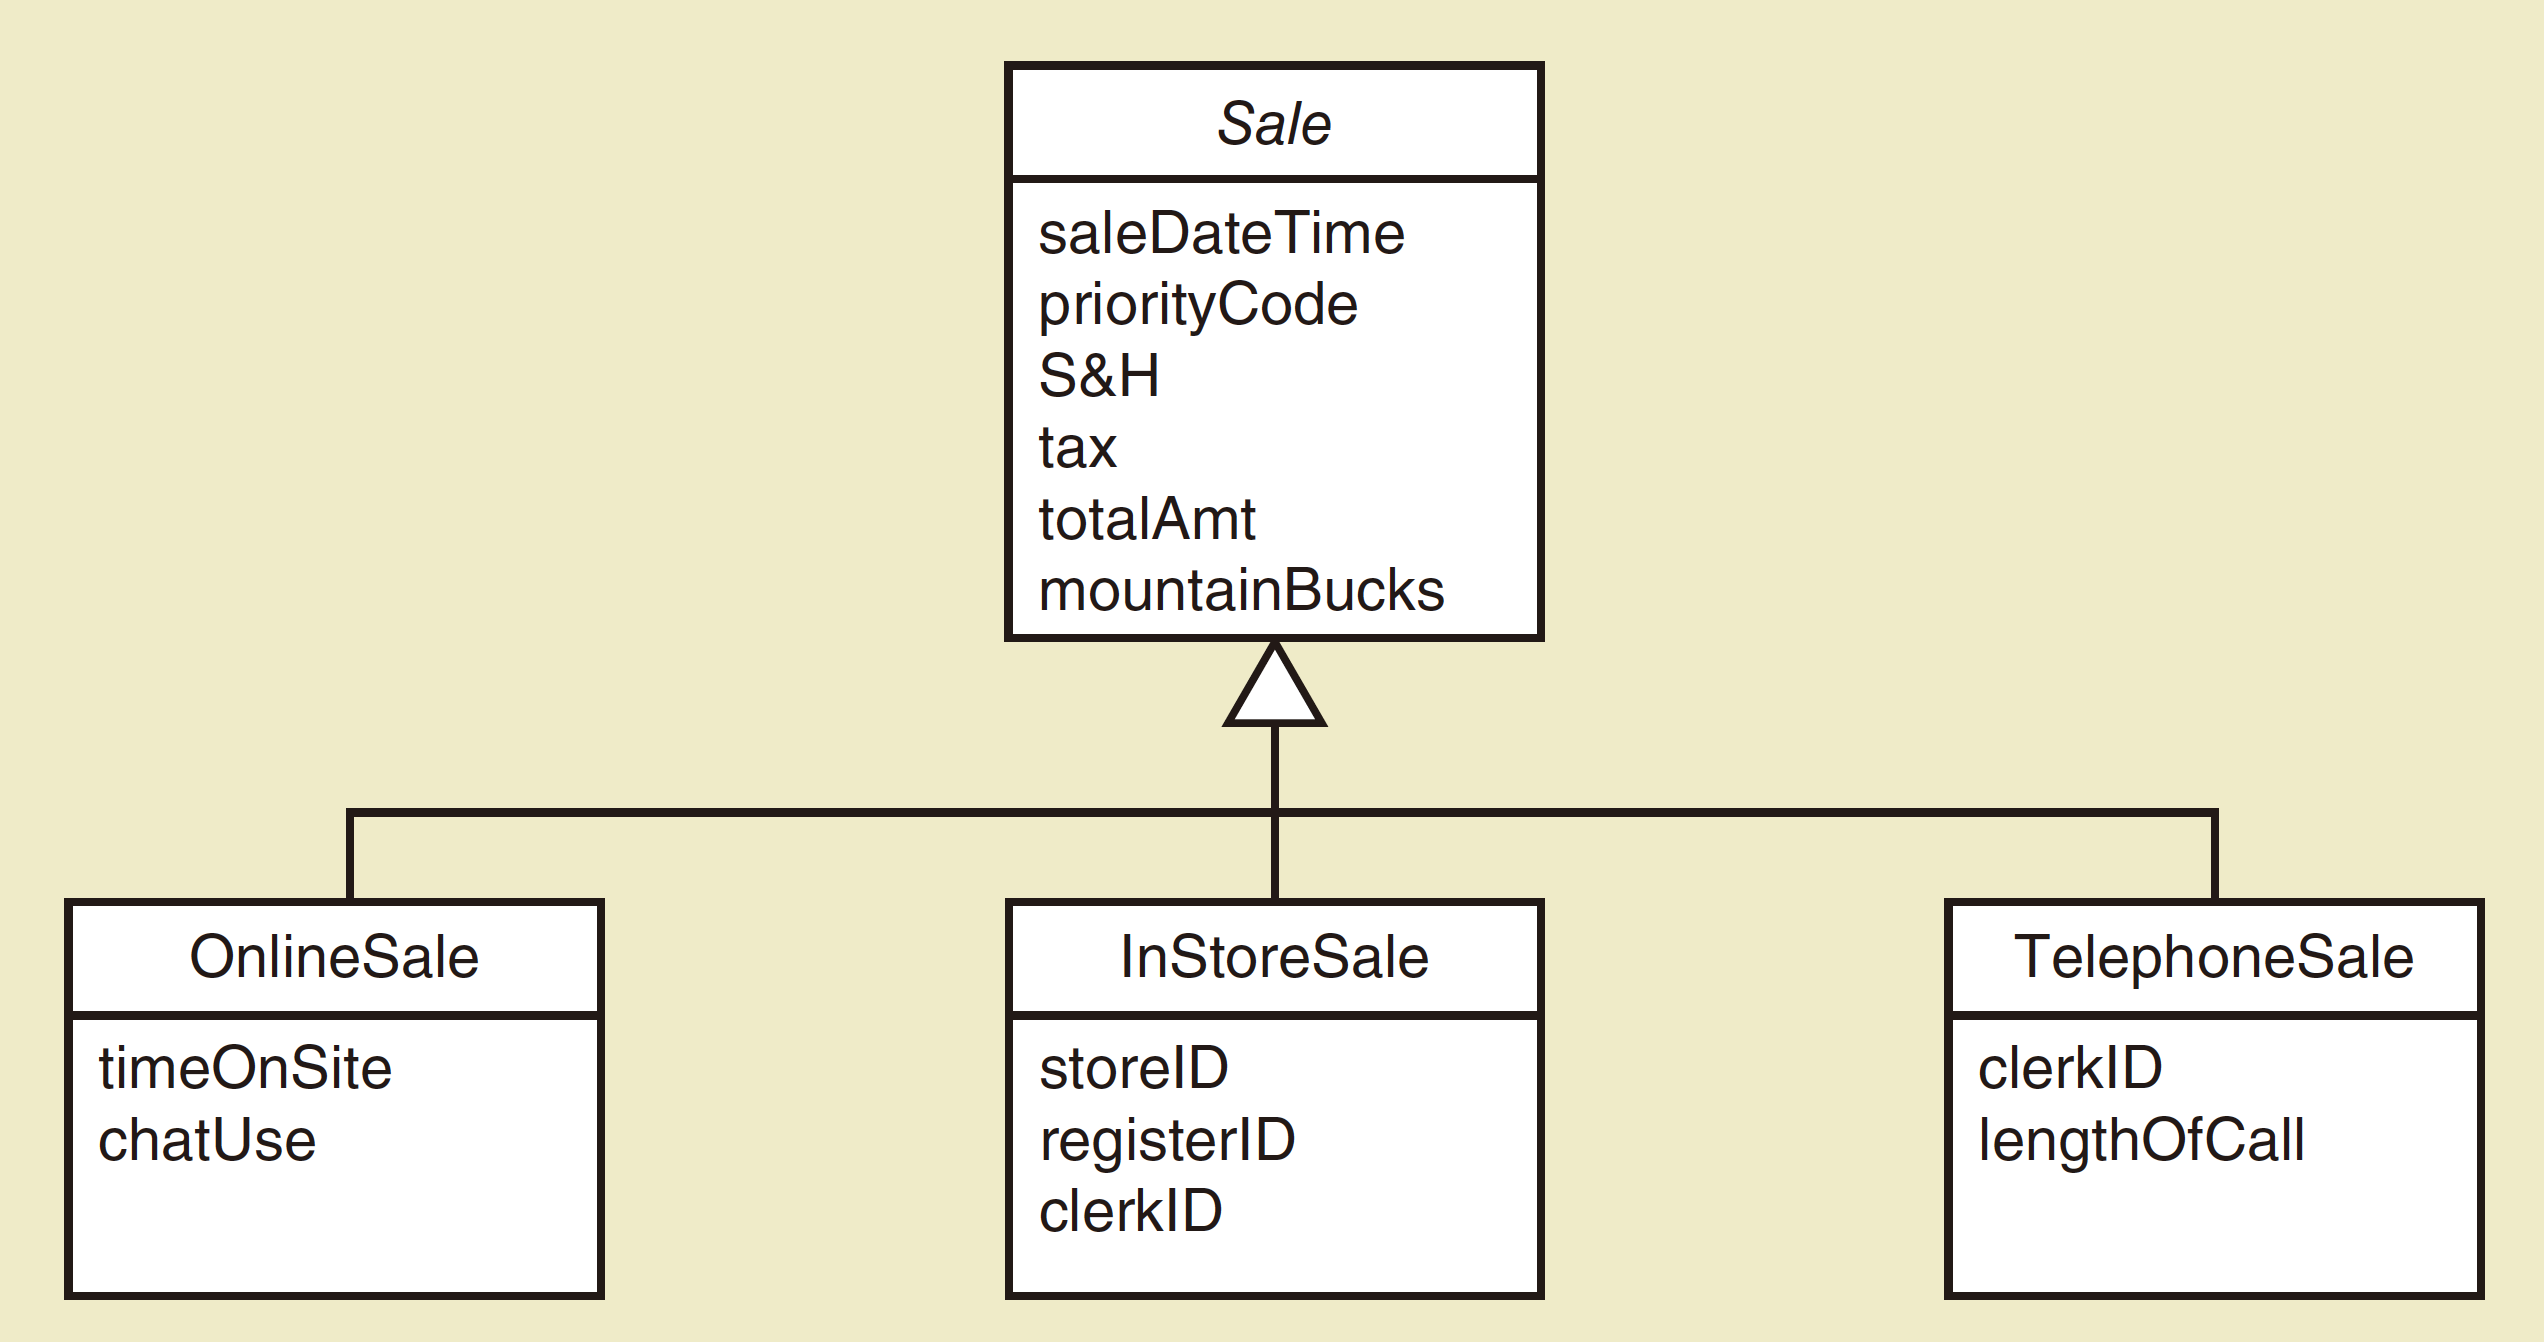 Sale
saleDateTime
priorityCode
S&H
tax
totalAmt
mountainBucks
OnlineSale
timeOnSite
chatUse
InStoreSale
storeID
registerID
clerkID
TelephoneSale
clerkID
lengthOfCall